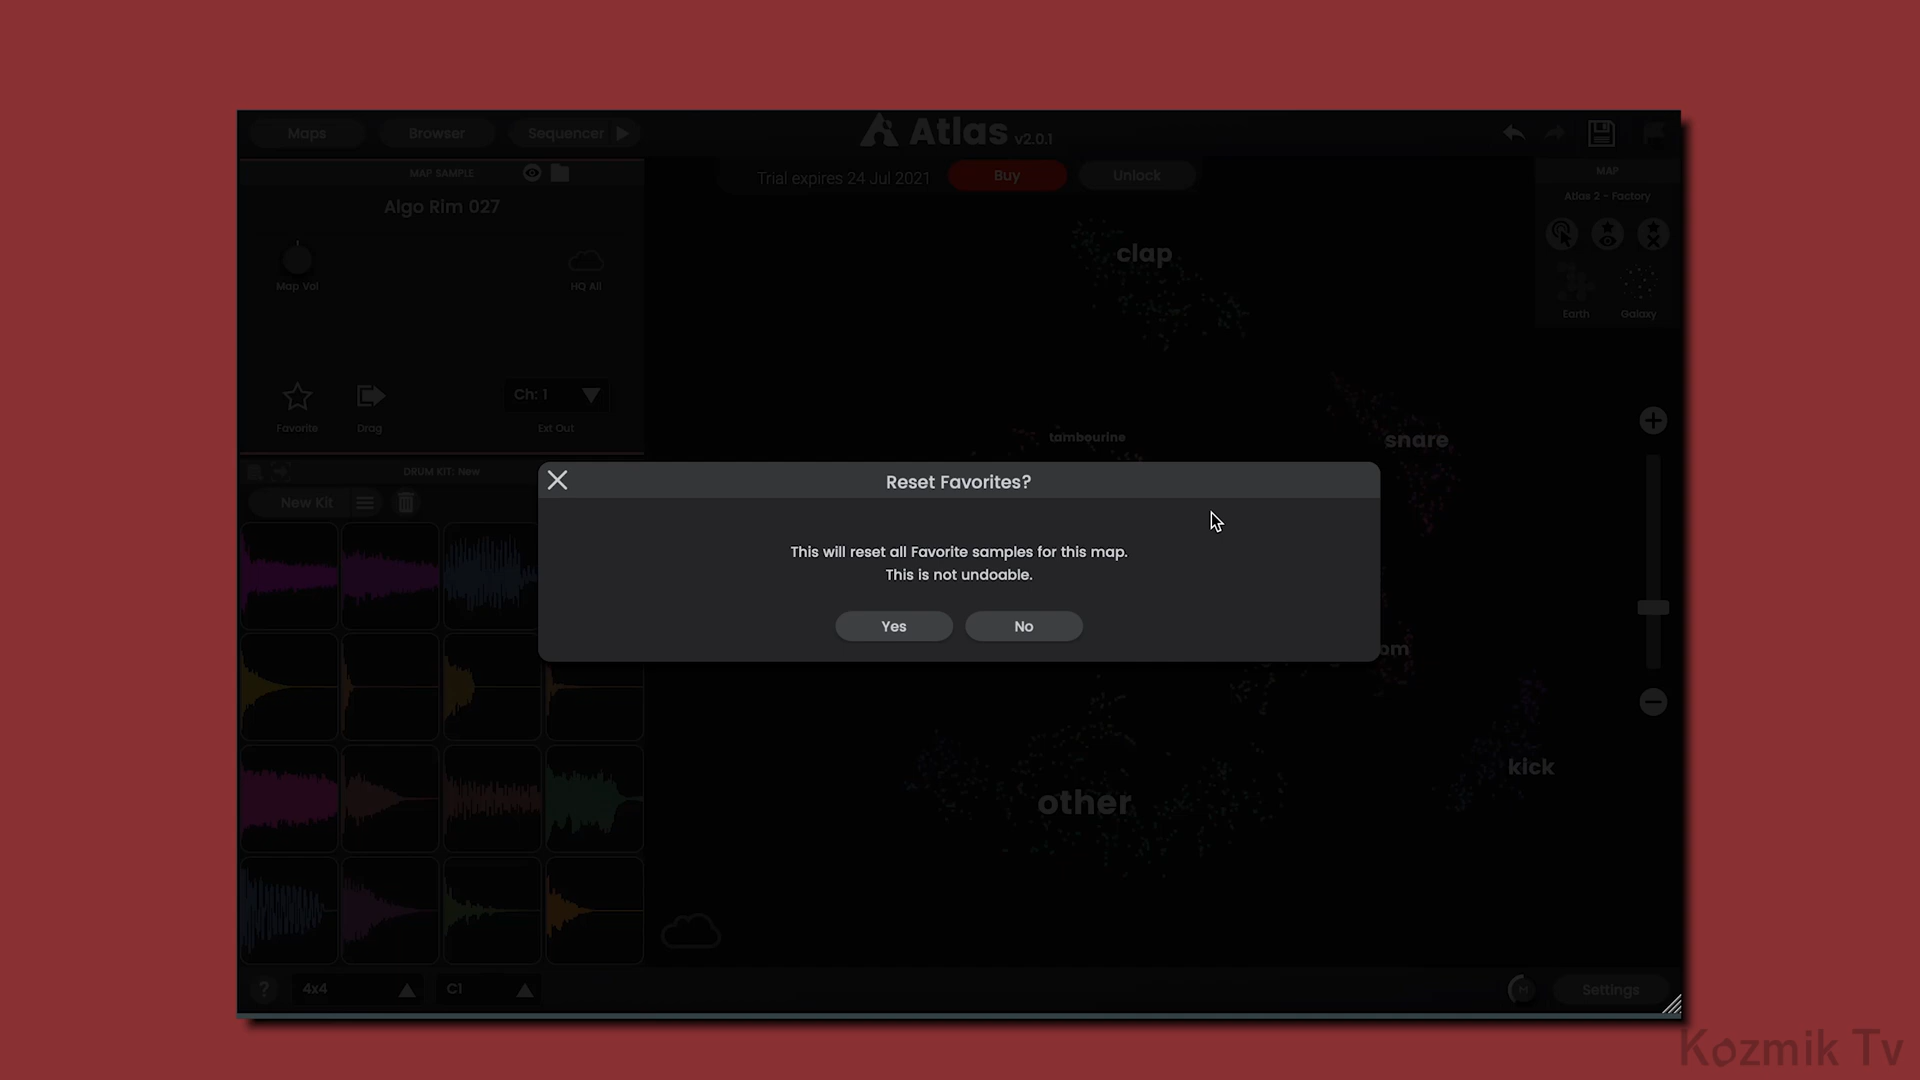 Maps
Browser
Sequencer
Atlas v2.0.1
MAP SAMPLE
Trial expires 24 Jul 2021
Buy
Unlock
MAP
Atlas 2 - Factory
Algo Rim 027
clap
Map Vol
HQ All
Earth
Galaxy
Ch: 1
Favorite
Drag
Ext Out
tambourine
snare
DRUM KIT: New
New Kit
Reset Favorites?
This will reset all Favorite samples for this map.
This is not undoable.
Yes
No
om
kick
other
?
4x4
C1
Settings
Kozmik Tv